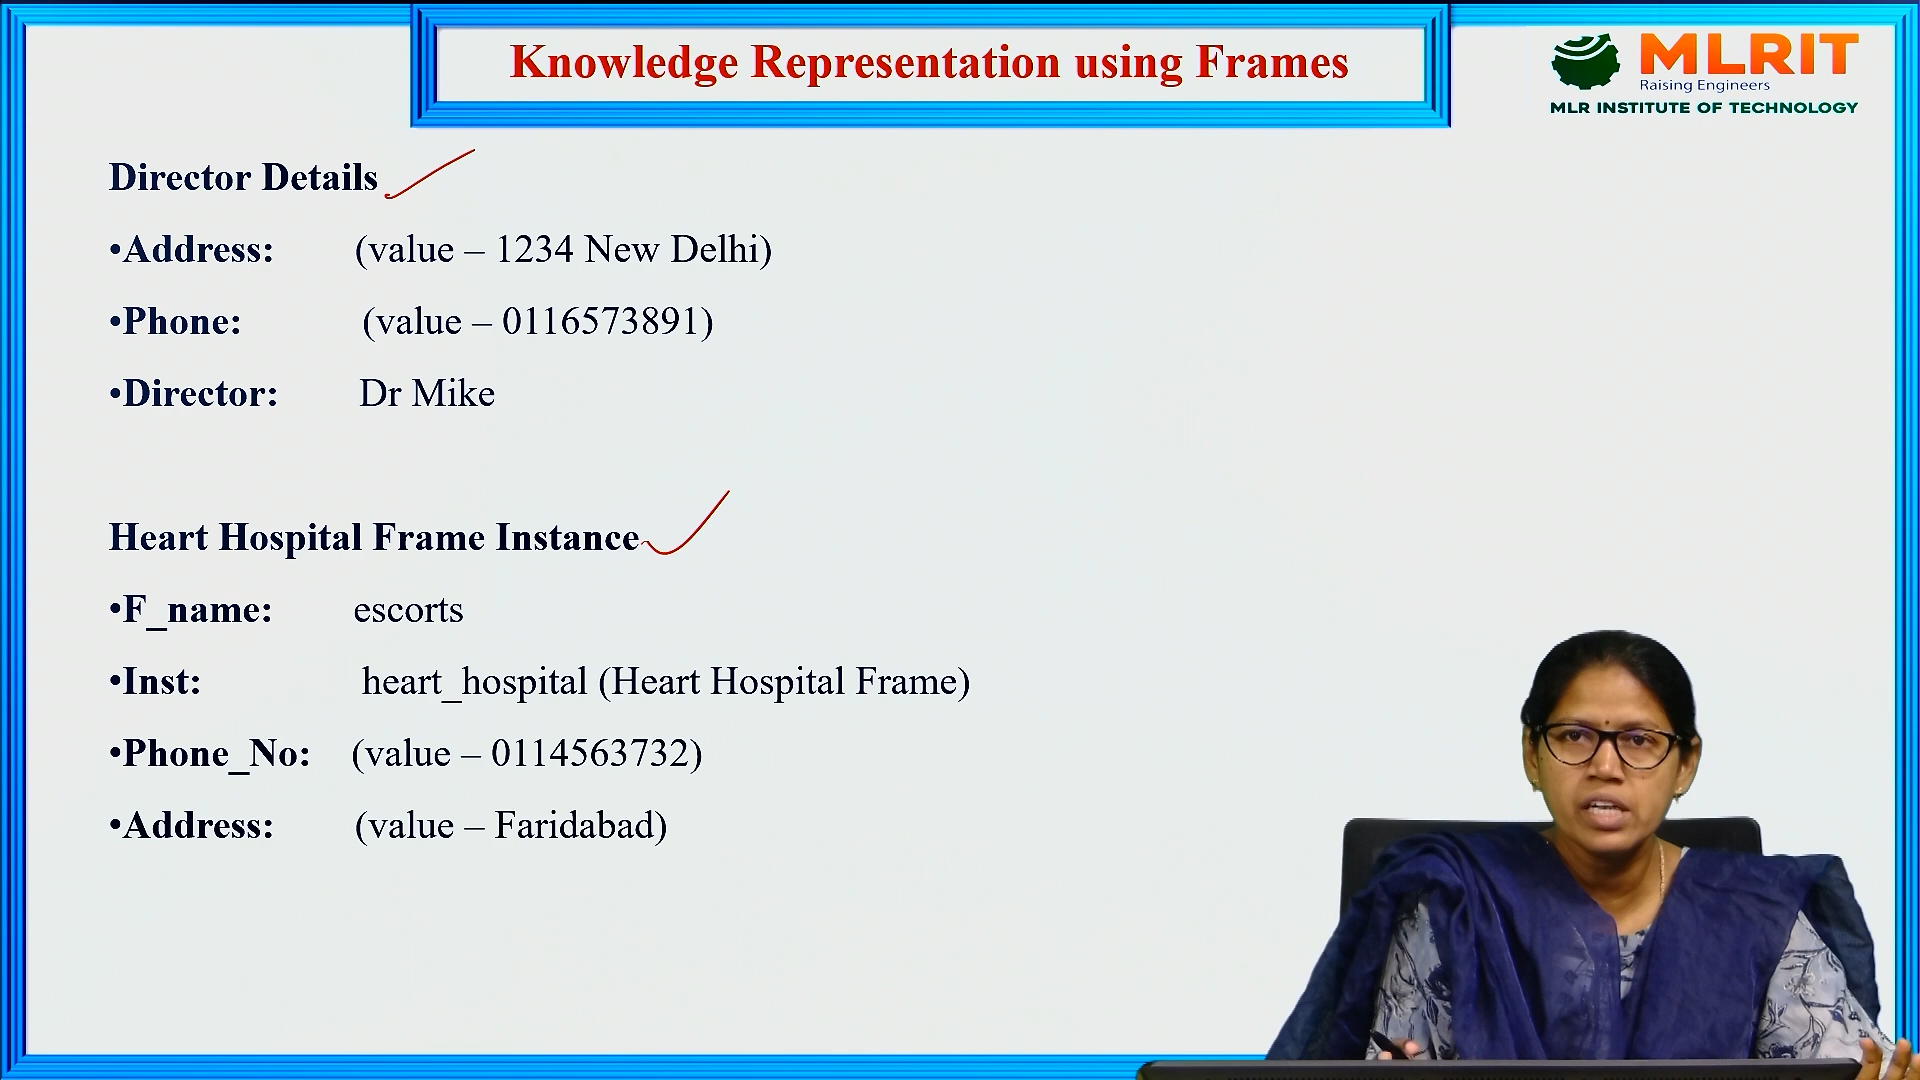 Knowledge Representation using Frames
MLRIT
Raising Engineers
MLR INSTITUTE OF TECHNOLOGY
Director Details
•Address: (value – 1234 New Delhi)
•Phone: (value – 0116573891)
•Director: Dr Mike
Heart Hospital Frame Instance
•F_name: escorts
•Inst: heart_hospital (Heart Hospital Frame)
•Phone_No: (value – 0114563732)
•Address: (value – Faridabad)